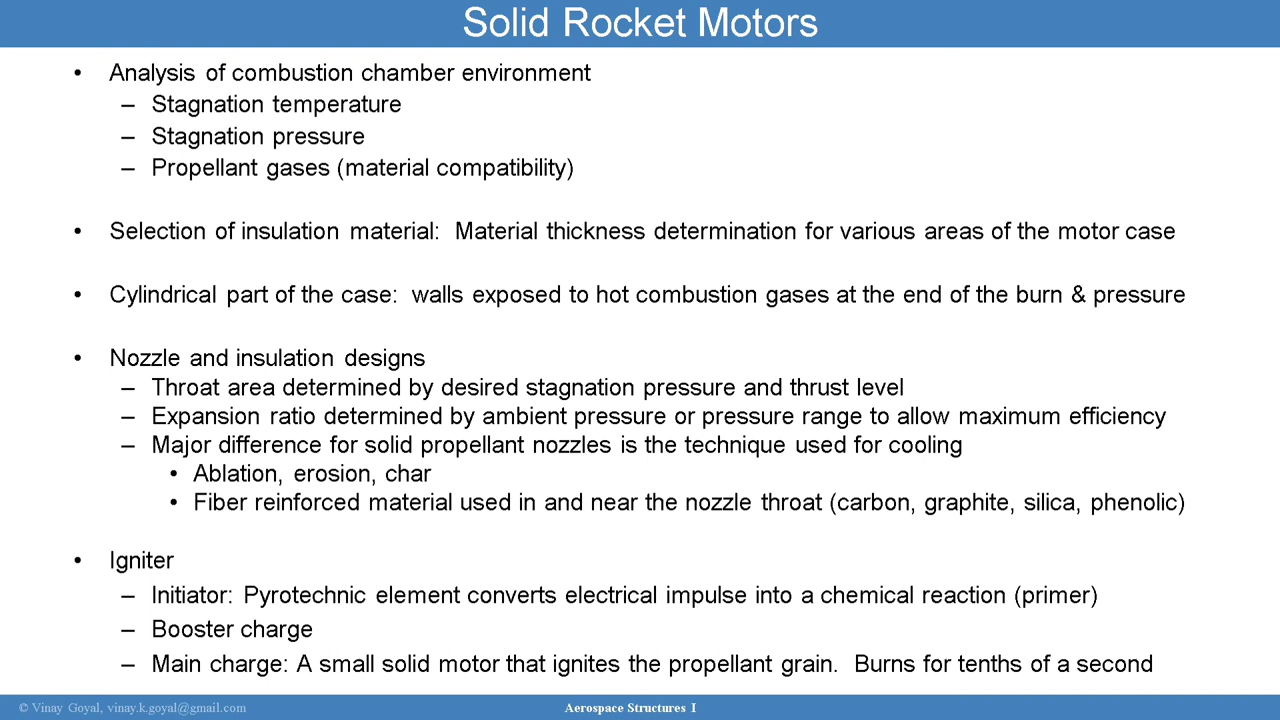 Solid Rocket Motors
• Analysis of combustion chamber environment
– Stagnation temperature
– Stagnation pressure
– Propellant gases (material compatibility)
• Selection of insulation material: Material thickness determination for various areas of the motor case
• Cylindrical part of the case: walls exposed to hot combustion gases at the end of the burn & pressure
• Nozzle and insulation designs
– Throat area determined by desired stagnation pressure and thrust level
– Expansion ratio determined by ambient pressure or pressure range to allow maximum efficiency
– Major difference for solid propellant nozzles is the technique used for cooling
• Ablation, erosion, char
• Fiber reinforced material used in and near the nozzle throat (carbon, graphite, silica, phenolic)
• Igniter
– Initiator: Pyrotechnic element converts electrical impulse into a chemical reaction (primer)
– Booster charge
– Main charge: A small solid motor that ignites the propellant grain. Burns for tenths of a second
© Vinay Goyal, vinay.k.goyal@gmail.com
Aerospace Structures I